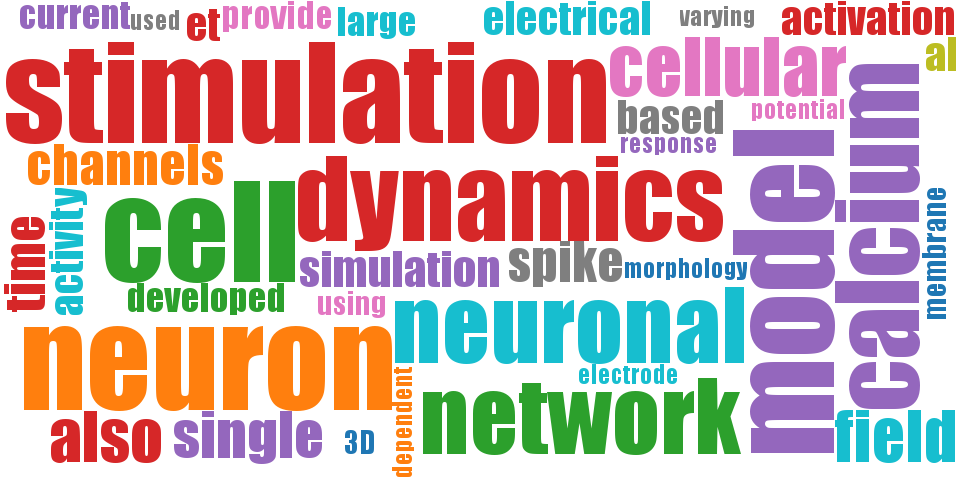 current
used
et
provide
large
electrical
varying
activation
al
stimulation
cellular
potential
based
response
channels
cell
dynamics
model
calcium
time
activity
membrane
simulation
spike
morphology
developed
using
neuronal
neuron
electrode
dependent
network
also
single
3D
field